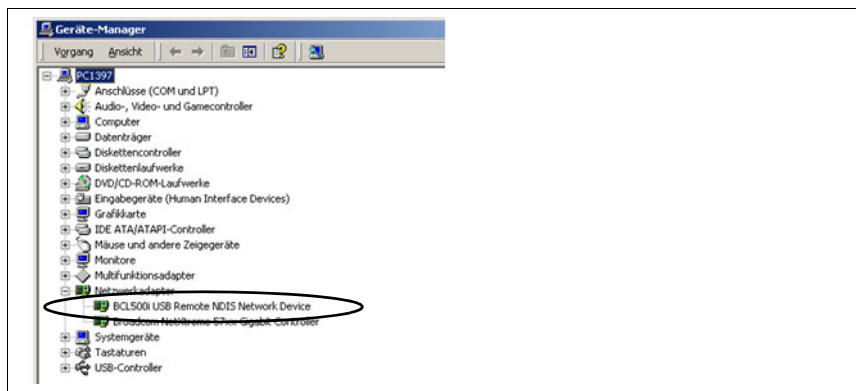 Geräte-Manager
Vorgang Ansicht
PC1397
Anschlüsse (COM und LPT)
Audio-, Video- und Gamecontroller
Computer
Datenträger
Diskettencontroller
Diskettenlaufwerke
DVD/CD-ROM-Laufwerke
Eingabegeräte (Human Interface Devices)
Grafikkarte
IDE ATA/ATAPI-Controller
Mäuse und andere Zeigegeräte
Monitore
Multifunktionsadapter
Netzwerkadapter
BCL500i USB Remote NDIS Network Device
Broadcom NetXtreme 57xx Gigabit Controller
Systemgeräte
Tastaturen
USB-Controller